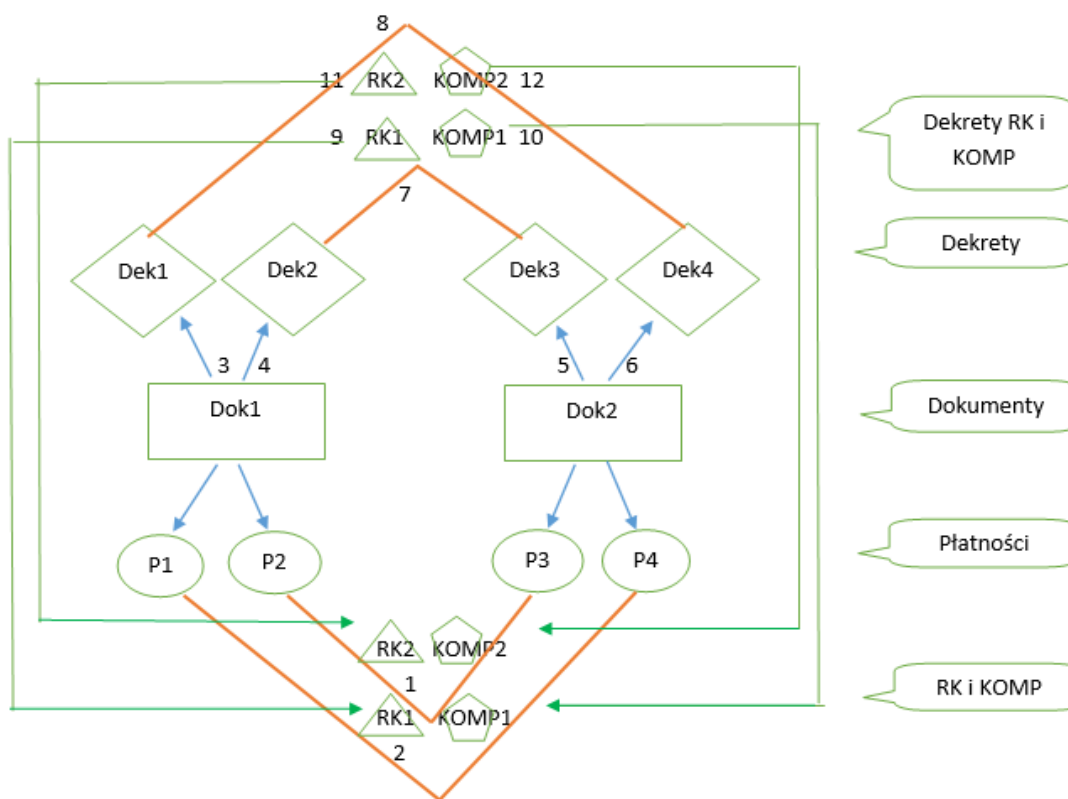 8
11 RK2 KOMP2 12
9 RK1 KOMP1 10
Dekrety RK i
KOMP
7
Dekrety
Dek1 Dek2 Dek3 Dek4
3 4 5 6
Dok1 Dok2
Dokumenty
P1 P2 P3 P4
Płatności
RK2 KOMP2
1
RK i KOMP
RK1 KOMP1
2